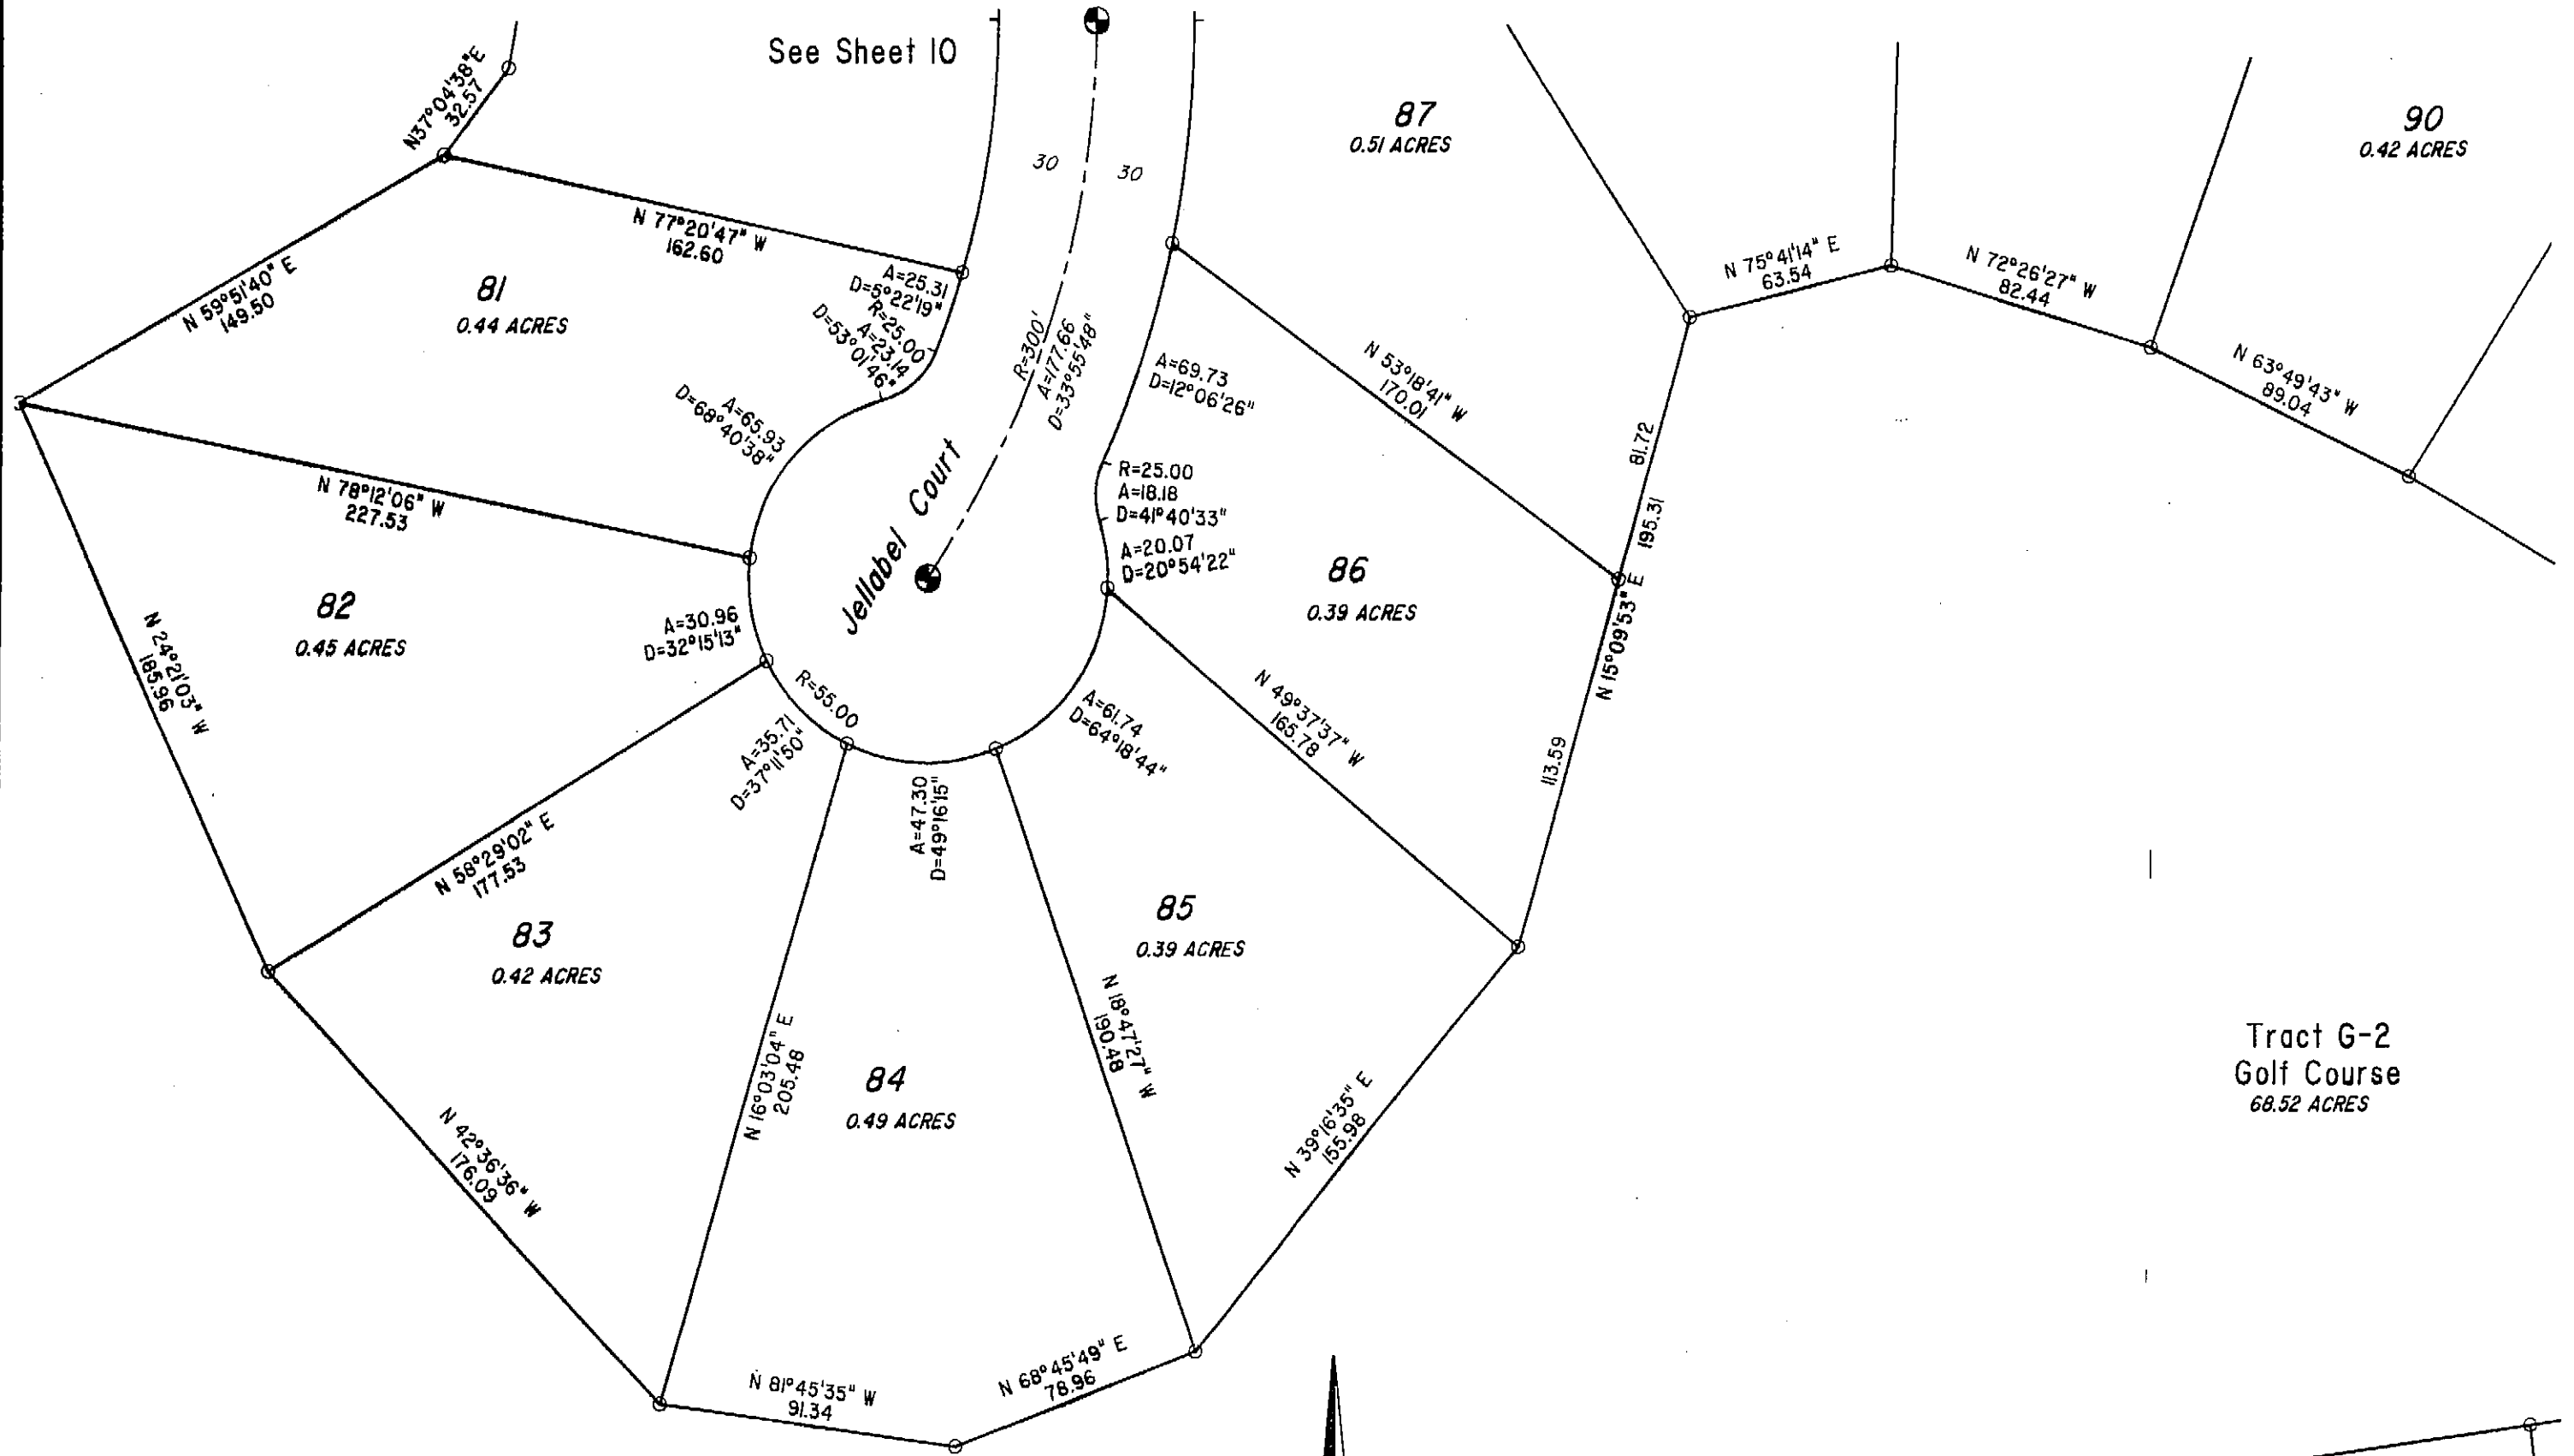 See Sheet 10
N37°04'38"E
32.57
87
0.51 ACRES
90
0.42 ACRES
30
30
N 77°20'47" W
162.60
N 59°51'40" E
149.50
81
0.44 ACRES
A=25.31
D=5°22'19"
R=25.00
A=23.14
D=53°01'46"
A=65.93
D=68°40'38"
R=300'
A=177.66
D=33°55'48"
A=69.73
D=12°06'26"
N 53°18'41" W
170.01
N 75°41'14" E
63.54
N 72°26'27" W
82.44
N 63°49'43" W
89.04
81.72
195.31
N 15°09'53" E
113.59
N 78°12'06" W
227.53
Jellabel Court
R=25.00
A=18.18
D=41°40'33"
A=20.07
D=20°54'22"
86
0.39 ACRES
82
0.45 ACRES
N 24°21'03" W
185.96
A=30.96
D=32°15'13"
R=55.00
A=35.71
D=37°11'50"
A=47.30
D=49°16'15"
A=61.74
D=64°18'44"
N 49°37'37" W
165.78
N 58°29'02" E
177.53
83
0.42 ACRES
85
0.39 ACRES
N 16°03'04" E
205.48
84
0.49 ACRES
N 18°47'27" W
190.48
N 42°36'36" W
176.09
N 39°16'35" E
155.98
N 81°45'35" W
91.34
N 68°45'49" E
78.96
Tract G-2
Golf Course
68.52 ACRES